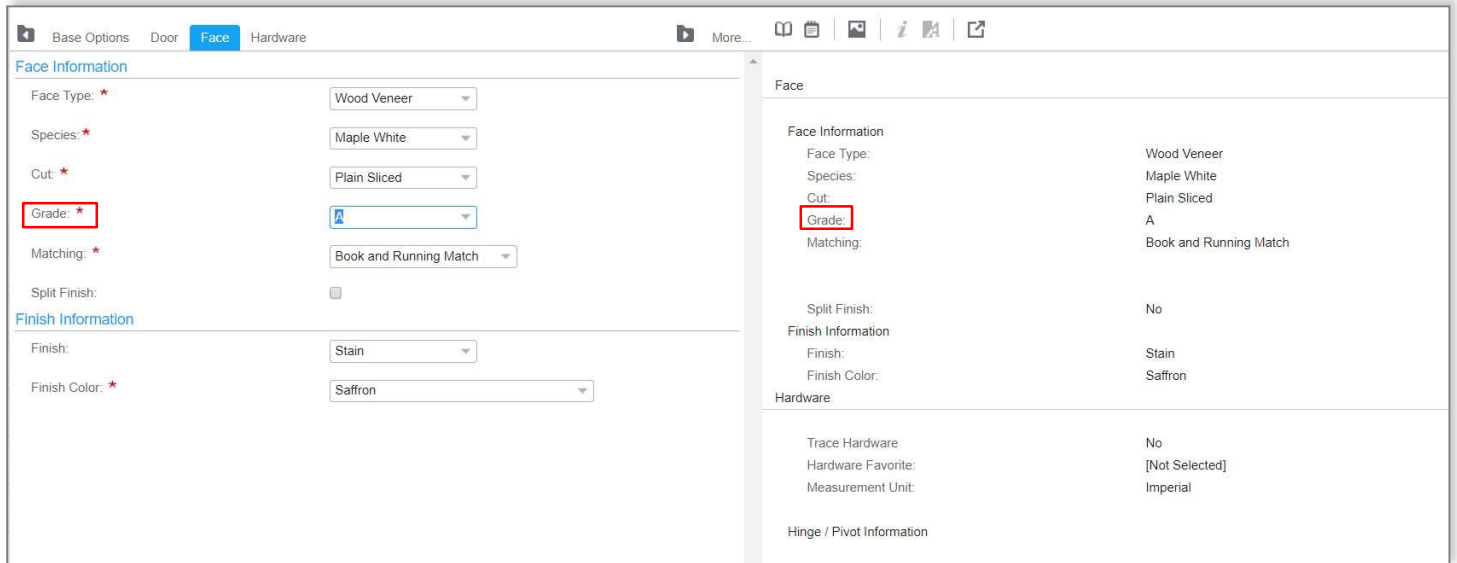 Base Options Door Face Hardware More...
Face Information
Face Type: * Wood Veneer
Species: * Maple White
Cut: * Plain Sliced
Grade: * A
Matching: * Book and Running Match
Split Finish:
Finish Information
Finish: Stain
Finish Color: * Saffron
Face
Face Information
Face Type: Wood Veneer
Species: Maple White
Cut: Plain Sliced
Grade: A
Matching: Book and Running Match
Split Finish: No
Finish Information
Finish: Stain
Finish Color: Saffron
Hardware
Trace Hardware No
Hardware Favorite: [Not Selected]
Measurement Unit: Imperial
Hinge / Pivot Information